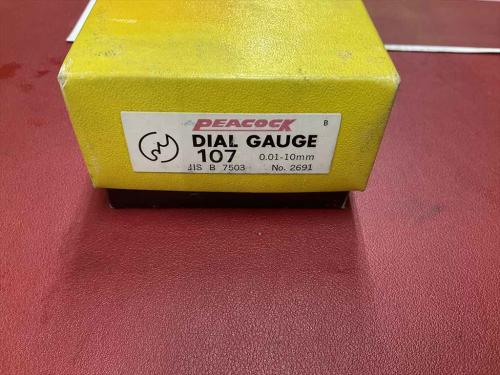 PEACOCK
B
DIAL GAUGE
107 0.01-10mm
JIS B 7503 No. 2691